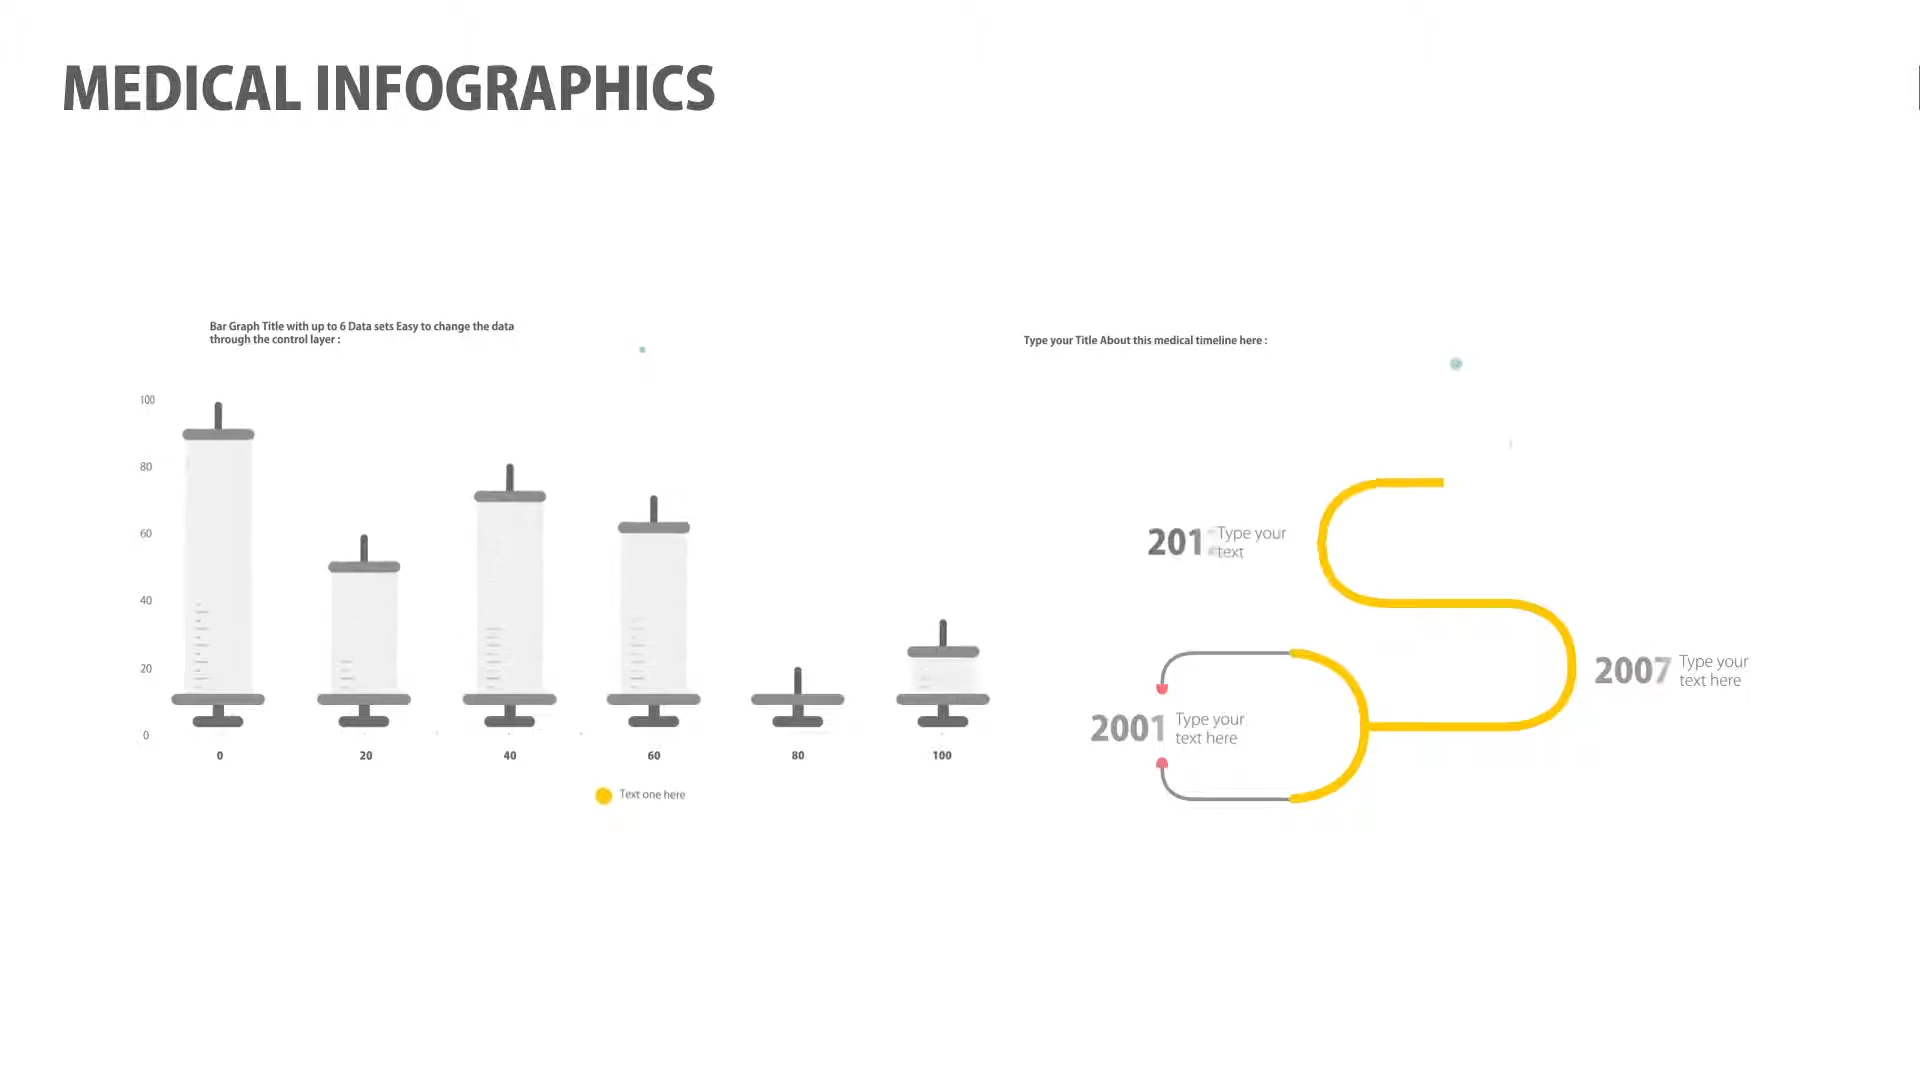 MEDICAL INFOGRAPHICS
Bar Graph Title with up to 6 Data sets Easy to change the data
through the control layer :
100
80
60
40
20
0
0 20 40 60 80 100
Text one here
Type your Title About this medical timeline here :
Type your
text
2007
Type your
text here
2001
Type your
text here